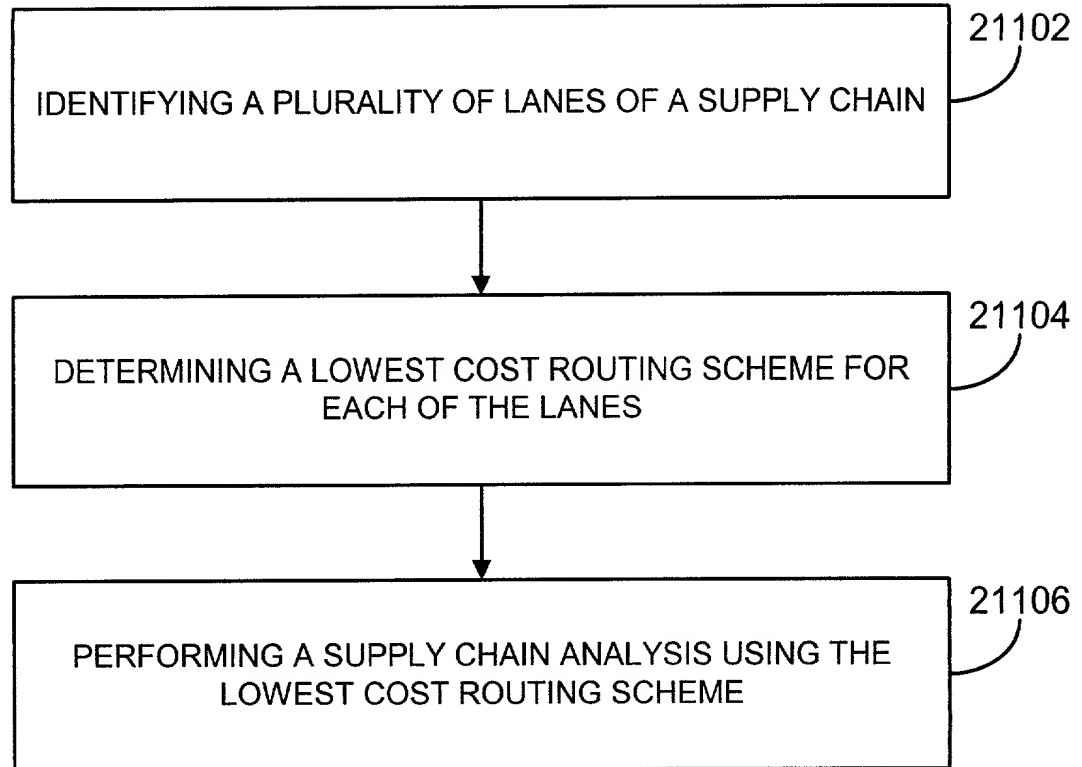 21102
IDENTIFYING A PLURALITY OF LANES OF A SUPPLY CHAIN
21104
DETERMINING A LOWEST COST ROUTING SCHEME FOR
EACH OF THE LANES
21106
PERFORMING A SUPPLY CHAIN ANALYSIS USING THE
LOWEST COST ROUTING SCHEME